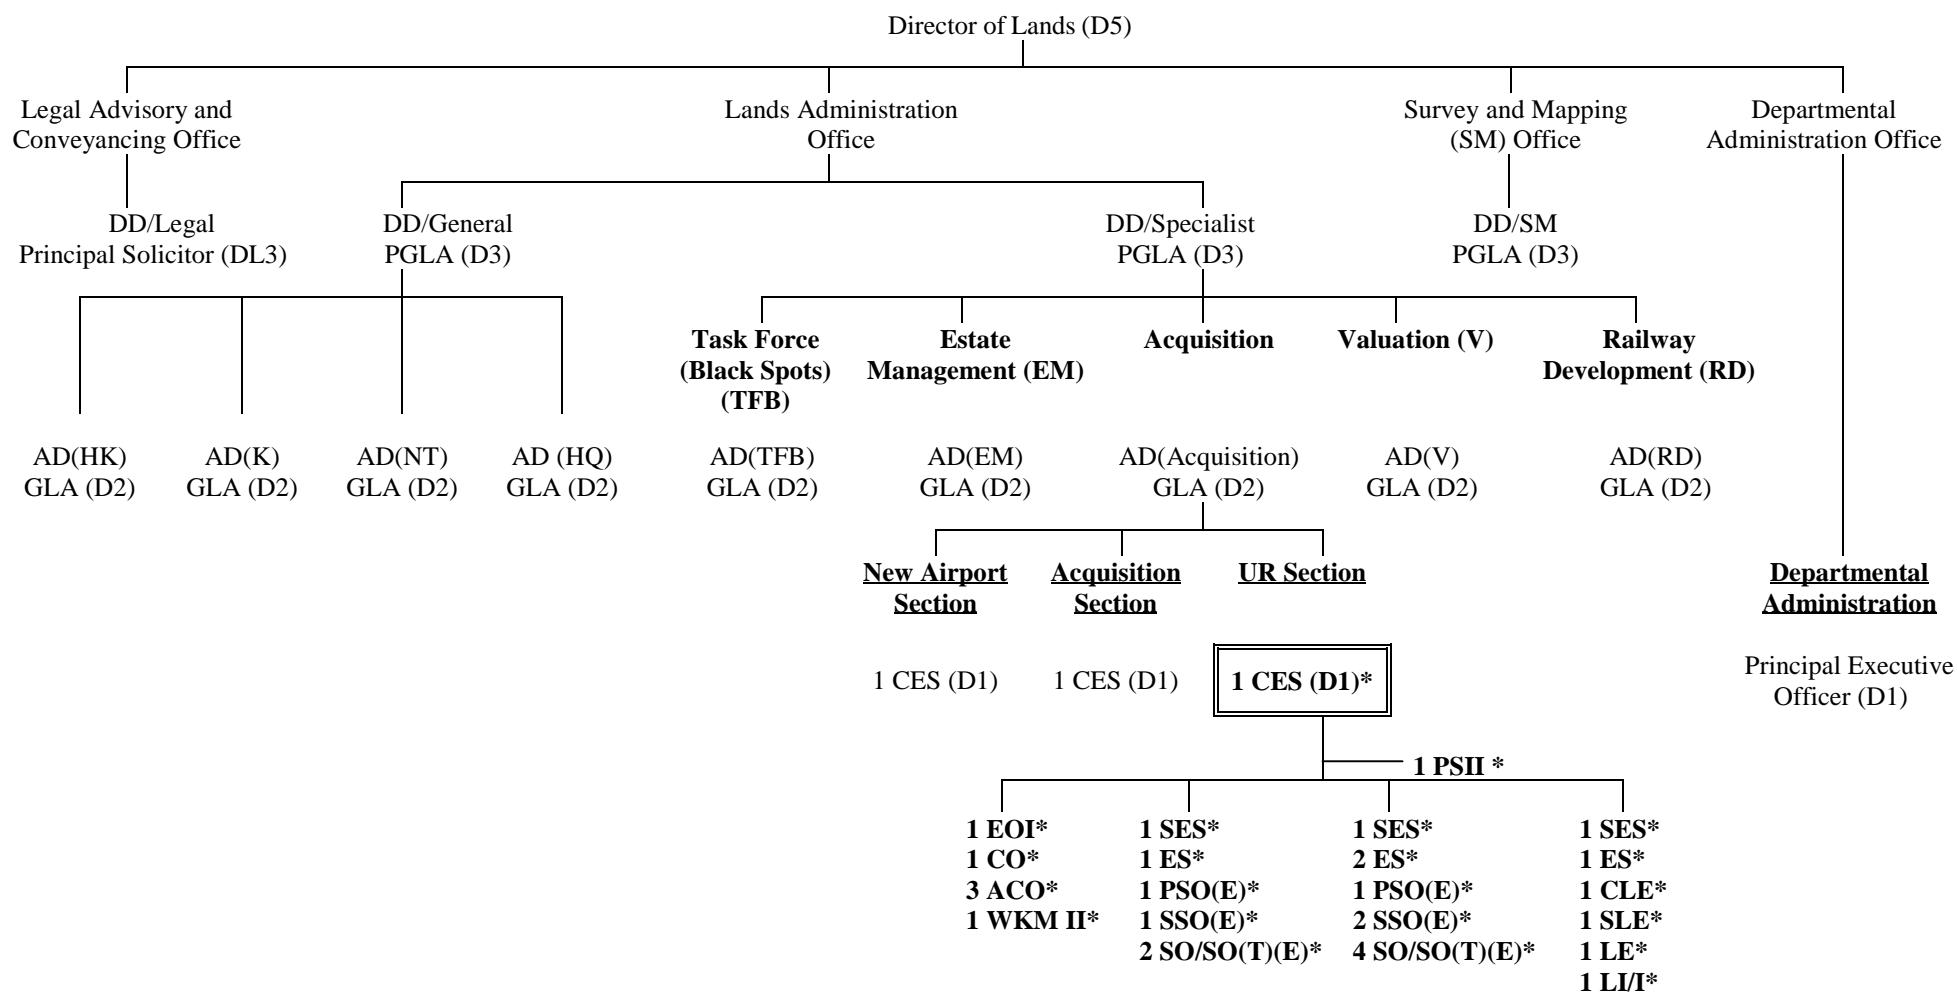 Director of Lands (D5)
Legal Advisory and
Conveyancing Office
Lands Administration
Office
Survey and Mapping
(SM) Office
Departmental
Administration Office
DD/Legal
Principal Solicitor (DL3)
DD/General
PGLA (D3)
DD/Specialist
PGLA (D3)
DD/SM
PGLA (D3)
Task Force
(Black Spots)
(TFB)
Estate
Management (EM)
Acquisition
Valuation (V)
Railway
Development (RD)
AD(HK)
GLA (D2)
AD(K)
GLA (D2)
AD(NT)
GLA (D2)
AD (HQ)
GLA (D2)
AD(TFB)
GLA (D2)
AD(EM)
GLA (D2)
AD(Acquisition)
GLA (D2)
AD(V)
GLA (D2)
AD(RD)
GLA (D2)
New Airport
Section
Acquisition
Section
UR Section
Departmental
Administration
1 CES (D1)
1 CES (D1)
1 CES (D1)*
Principal Executive
Officer (D1)
1 PSII *
1 EOI*
1 CO*
3 ACO*
1 WKM II*
1 SES*
1 ES*
1 PSO(E)*
1 SSO(E)*
2 SO/SO(T)(E)*
1 SES*
2 ES*
1 PSO(E)*
2 SSO(E)*
4 SO/SO(T)(E)*
1 SES*
1 ES*
1 CLE*
1 SLE*
1 LE*
1 LI/I*